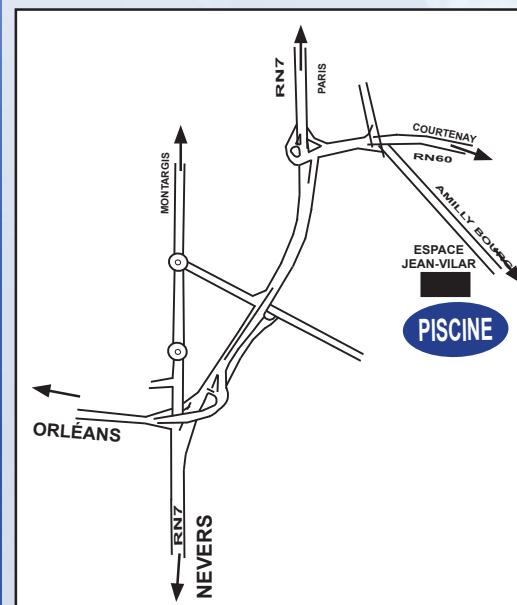 RN7
PARIS
MONTARGIS
COURTENAY
RN60
AMILLY BOURG
ESPACE
JEAN-VILAR
PISCINE
ORLÉANS
RN7
NEVERS